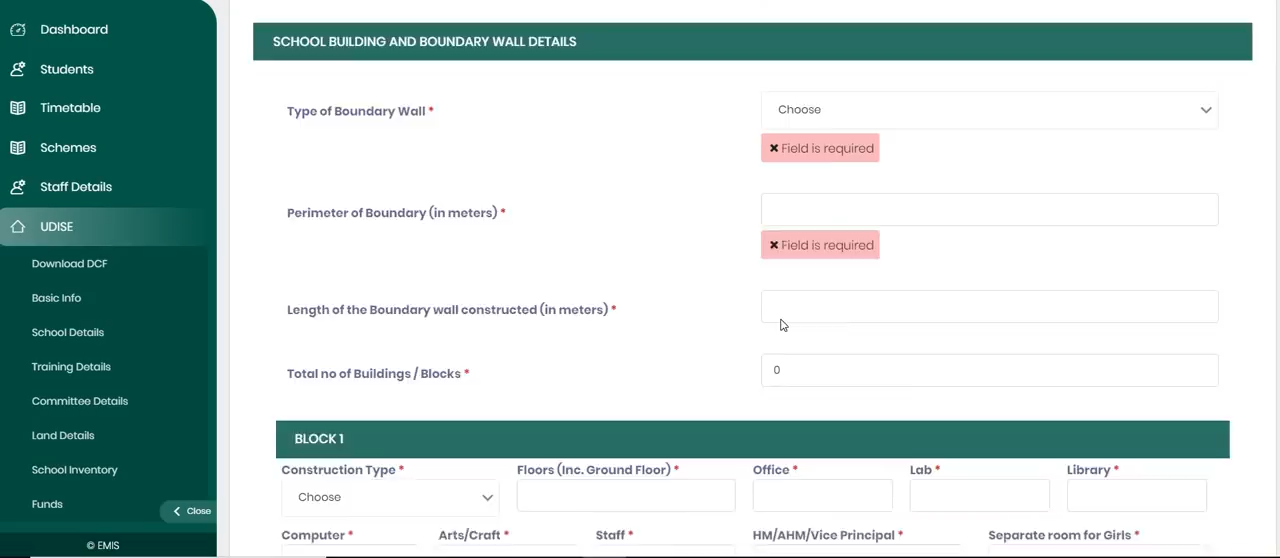 Dashboard
Students
Timetable
Schemes
Staff Details
UDISE
Download DCF
Basic Info
School Details
Training Details
Committee Details
Land Details
School Inventory
Funds
Close
© EMIS
SCHOOL BUILDING AND BOUNDARY WALL DETAILS
Type of Boundary Wall *
Choose
✖ Field is required
Perimeter of Boundary (in meters) *
✖ Field is required
Length of the Boundary wall constructed (in meters) *
Total no of Buildings / Blocks *
0
BLOCK 1
Construction Type * Floors (Inc. Ground Floor) * Office * Lab * Library *
Choose
Computer * Arts/Craft * Staff * HM/AHM/Vice Principal * Separate room for Girls *